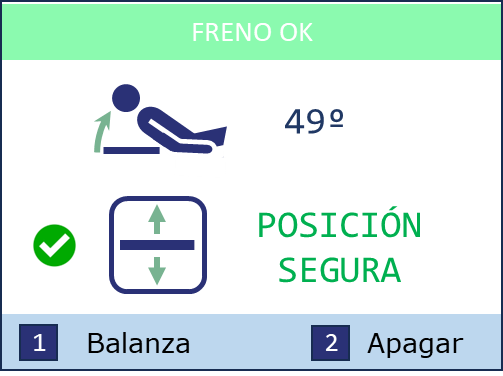 FRENO OK
49º
POSICIÓN
SEGURA
1 Balanza 2 Apagar